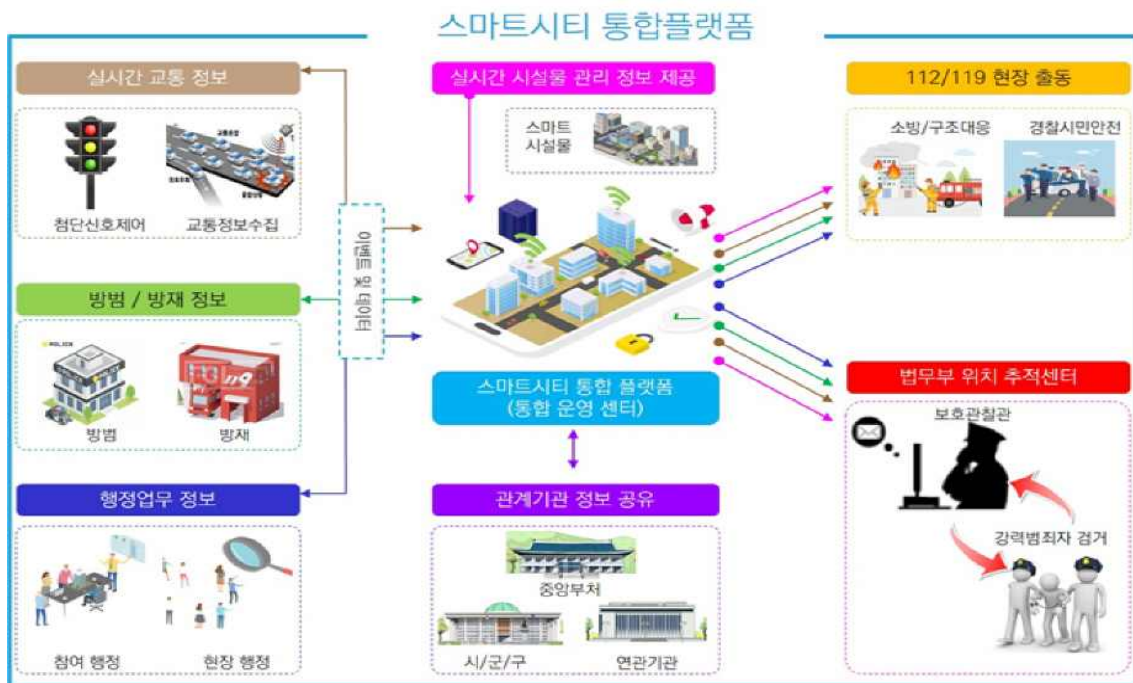 스마트시티 통합플랫폼
실시간 교통 정보
첨단신호제어
교통정보수집
방범 / 방재 정보
POLICE
119
방범
방재
행정업무 정보
참여 행정
현장 행정
이벤트 및 데이터
실시간 시설물 관리 정보 제공
스마트
시설물
스마트시티 통합 플랫폼
(통합 운영 센터)
관계기관 정보 공유
중앙부처
시/군/구
연관기관
112/119 현장 출동
소방/구조대응
경찰시민안전
법무부 위치 추적센터
보호관찰관
강력범죄자 검거